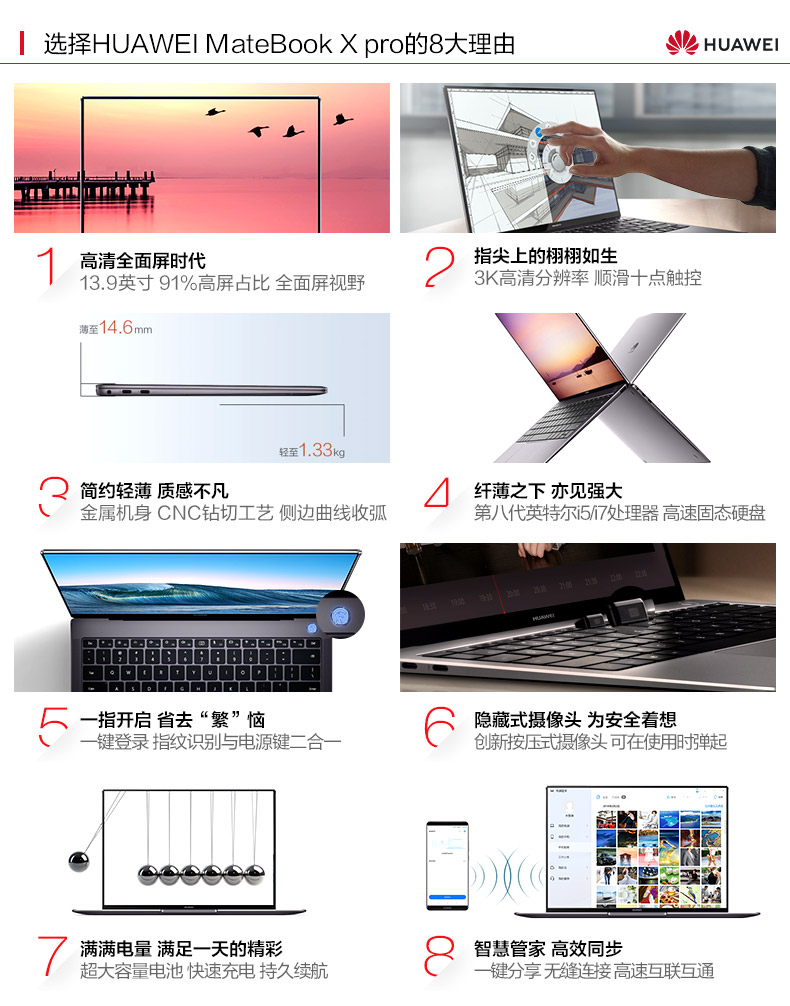 选择HUAWEI MateBook X pro的8大理由
HUAWEI
1
高清全面屏时代
13.9英寸 91%高屏占比 全面屏视野
2
指尖上的栩栩如生
3K高清分辨率 顺滑十点触控
薄至14.6mm
轻至1.33kg
3
简约轻薄 质感不凡
金属机身 CNC钻切工艺 侧边曲线收弧
4
纤薄之下 亦见强大
第八代英特尔i5/i7处理器 高速固态硬盘
5
一指开启 省去“繁”恼
一键登录 指纹识别与电源键二合一
HUAWEI
6
隐藏式摄像头 为安全着想
创新按压式摄像头 可在使用时弹起
7
满满电量 满足一天的精彩
超大容量电池 快速充电 持久续航
8
智慧管家 高效同步
一键分享 无缝连接 高速互联互通